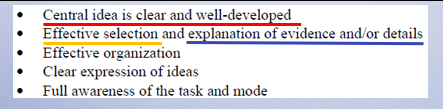 • Central idea is clear and well-developed
• Effective selection and explanation of evidence and/or details
• Effective organization
• Clear expression of ideas
• Full awareness of the task and mode